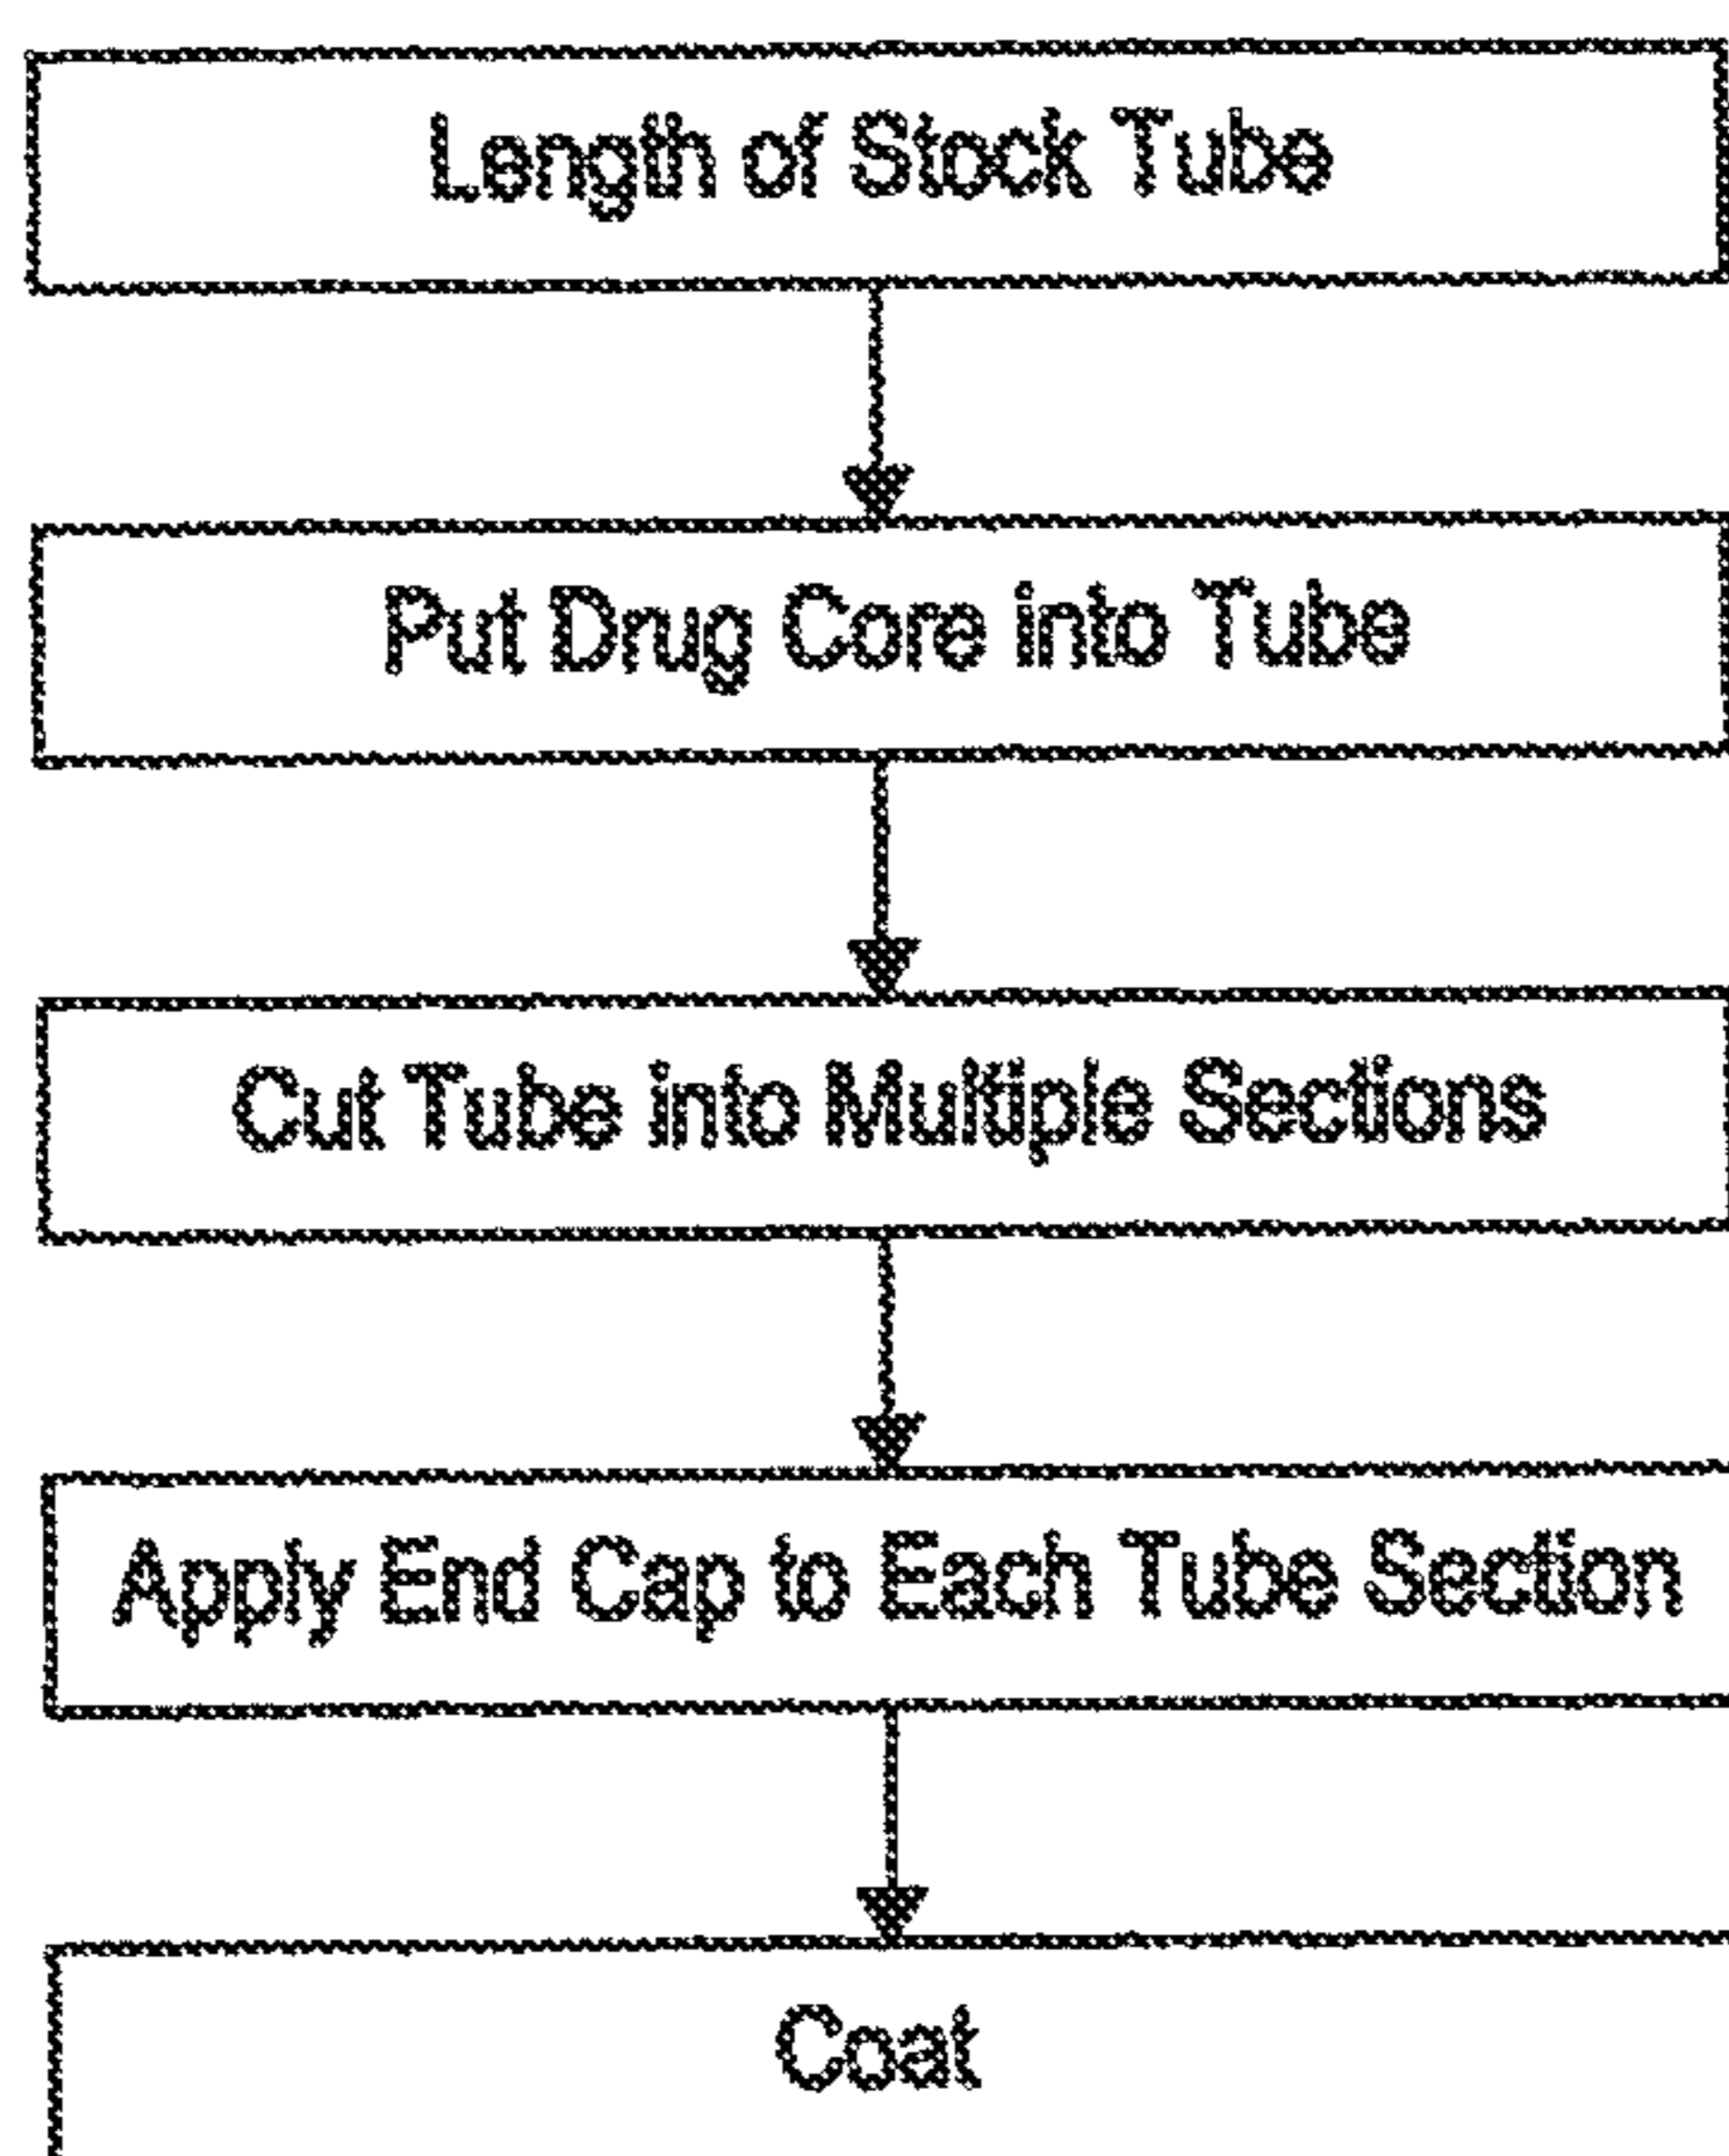 Length of Stock Tube
Put Drug Core into Tube
Cut Tube into Multiple Sections
Apply End Cap to Each Tube Section
Coat